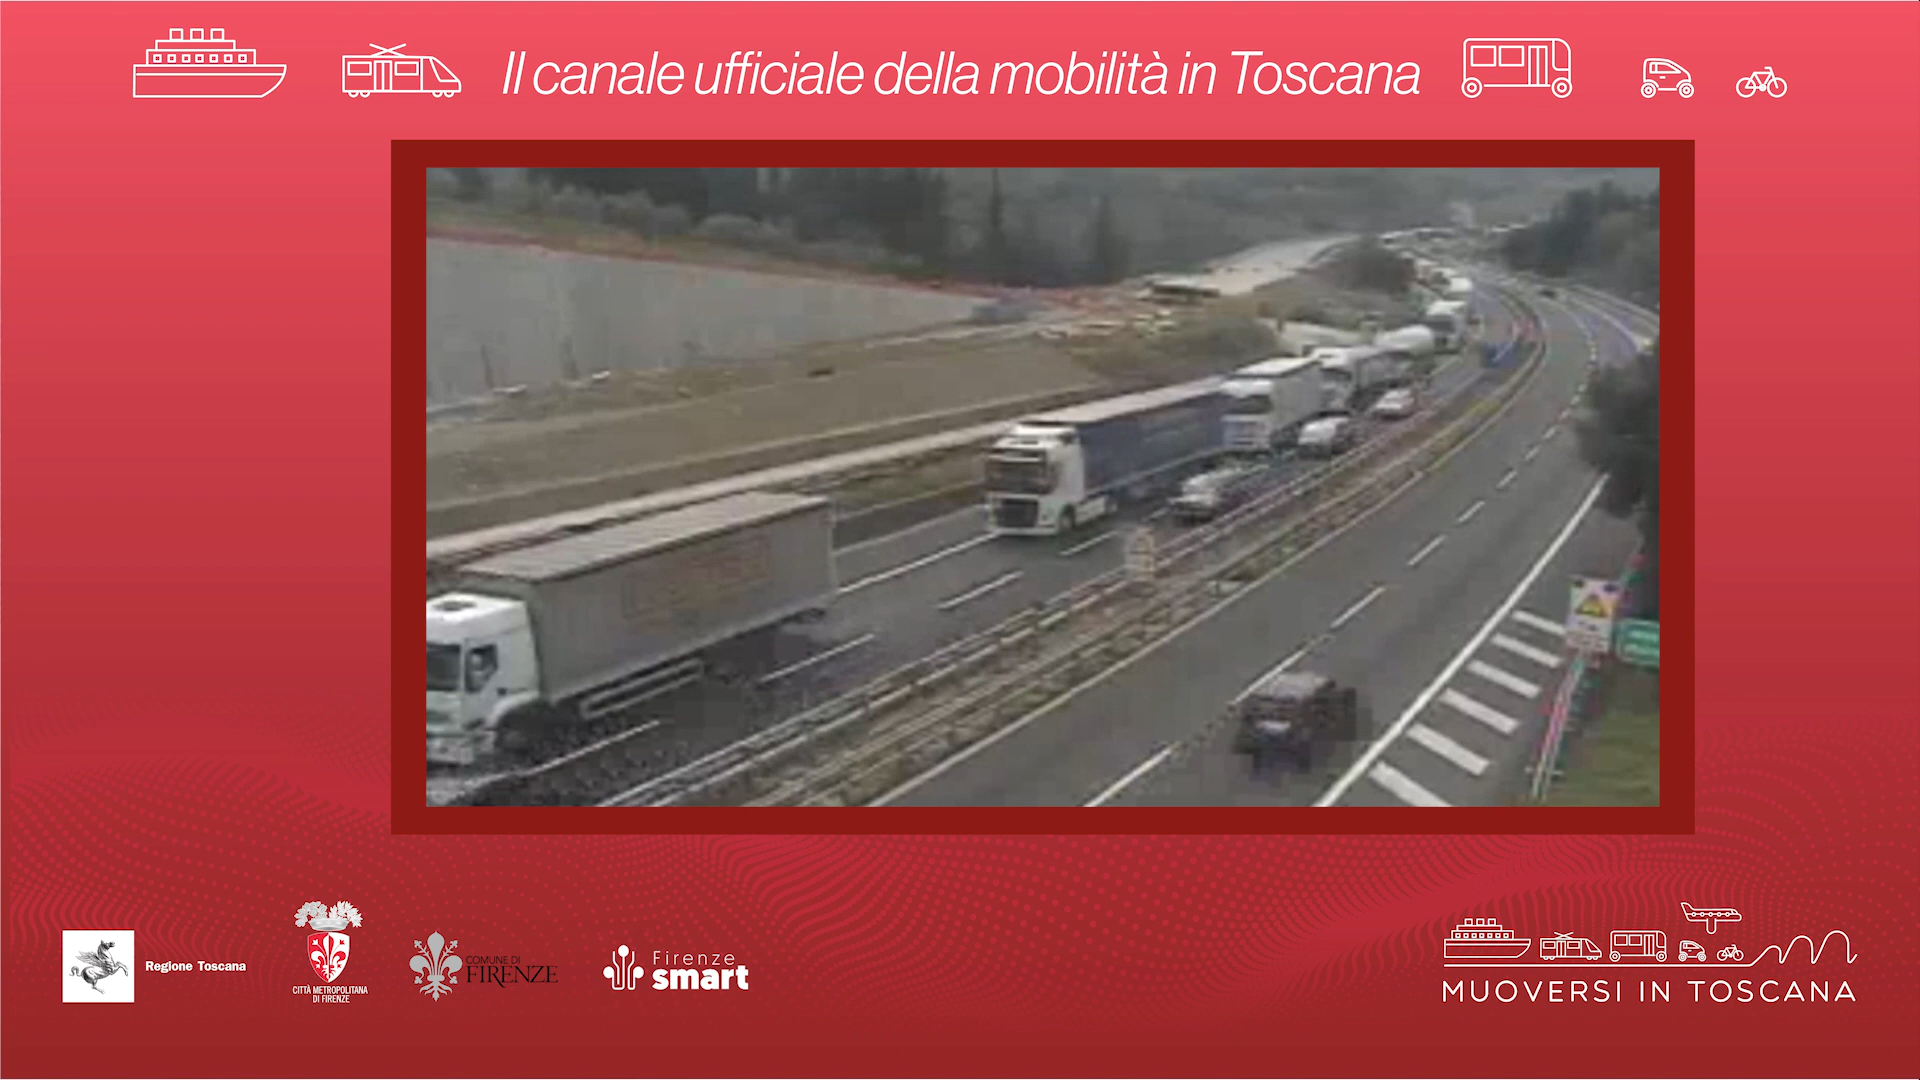 Il canale ufficiale della mobilità in Toscana
Regione Toscana
CITTÀ METROPOLITANA
DI FIRENZE
COMUNE DI
FIRENZE
Firenze
smart
MUOVERSI IN TOSCANA